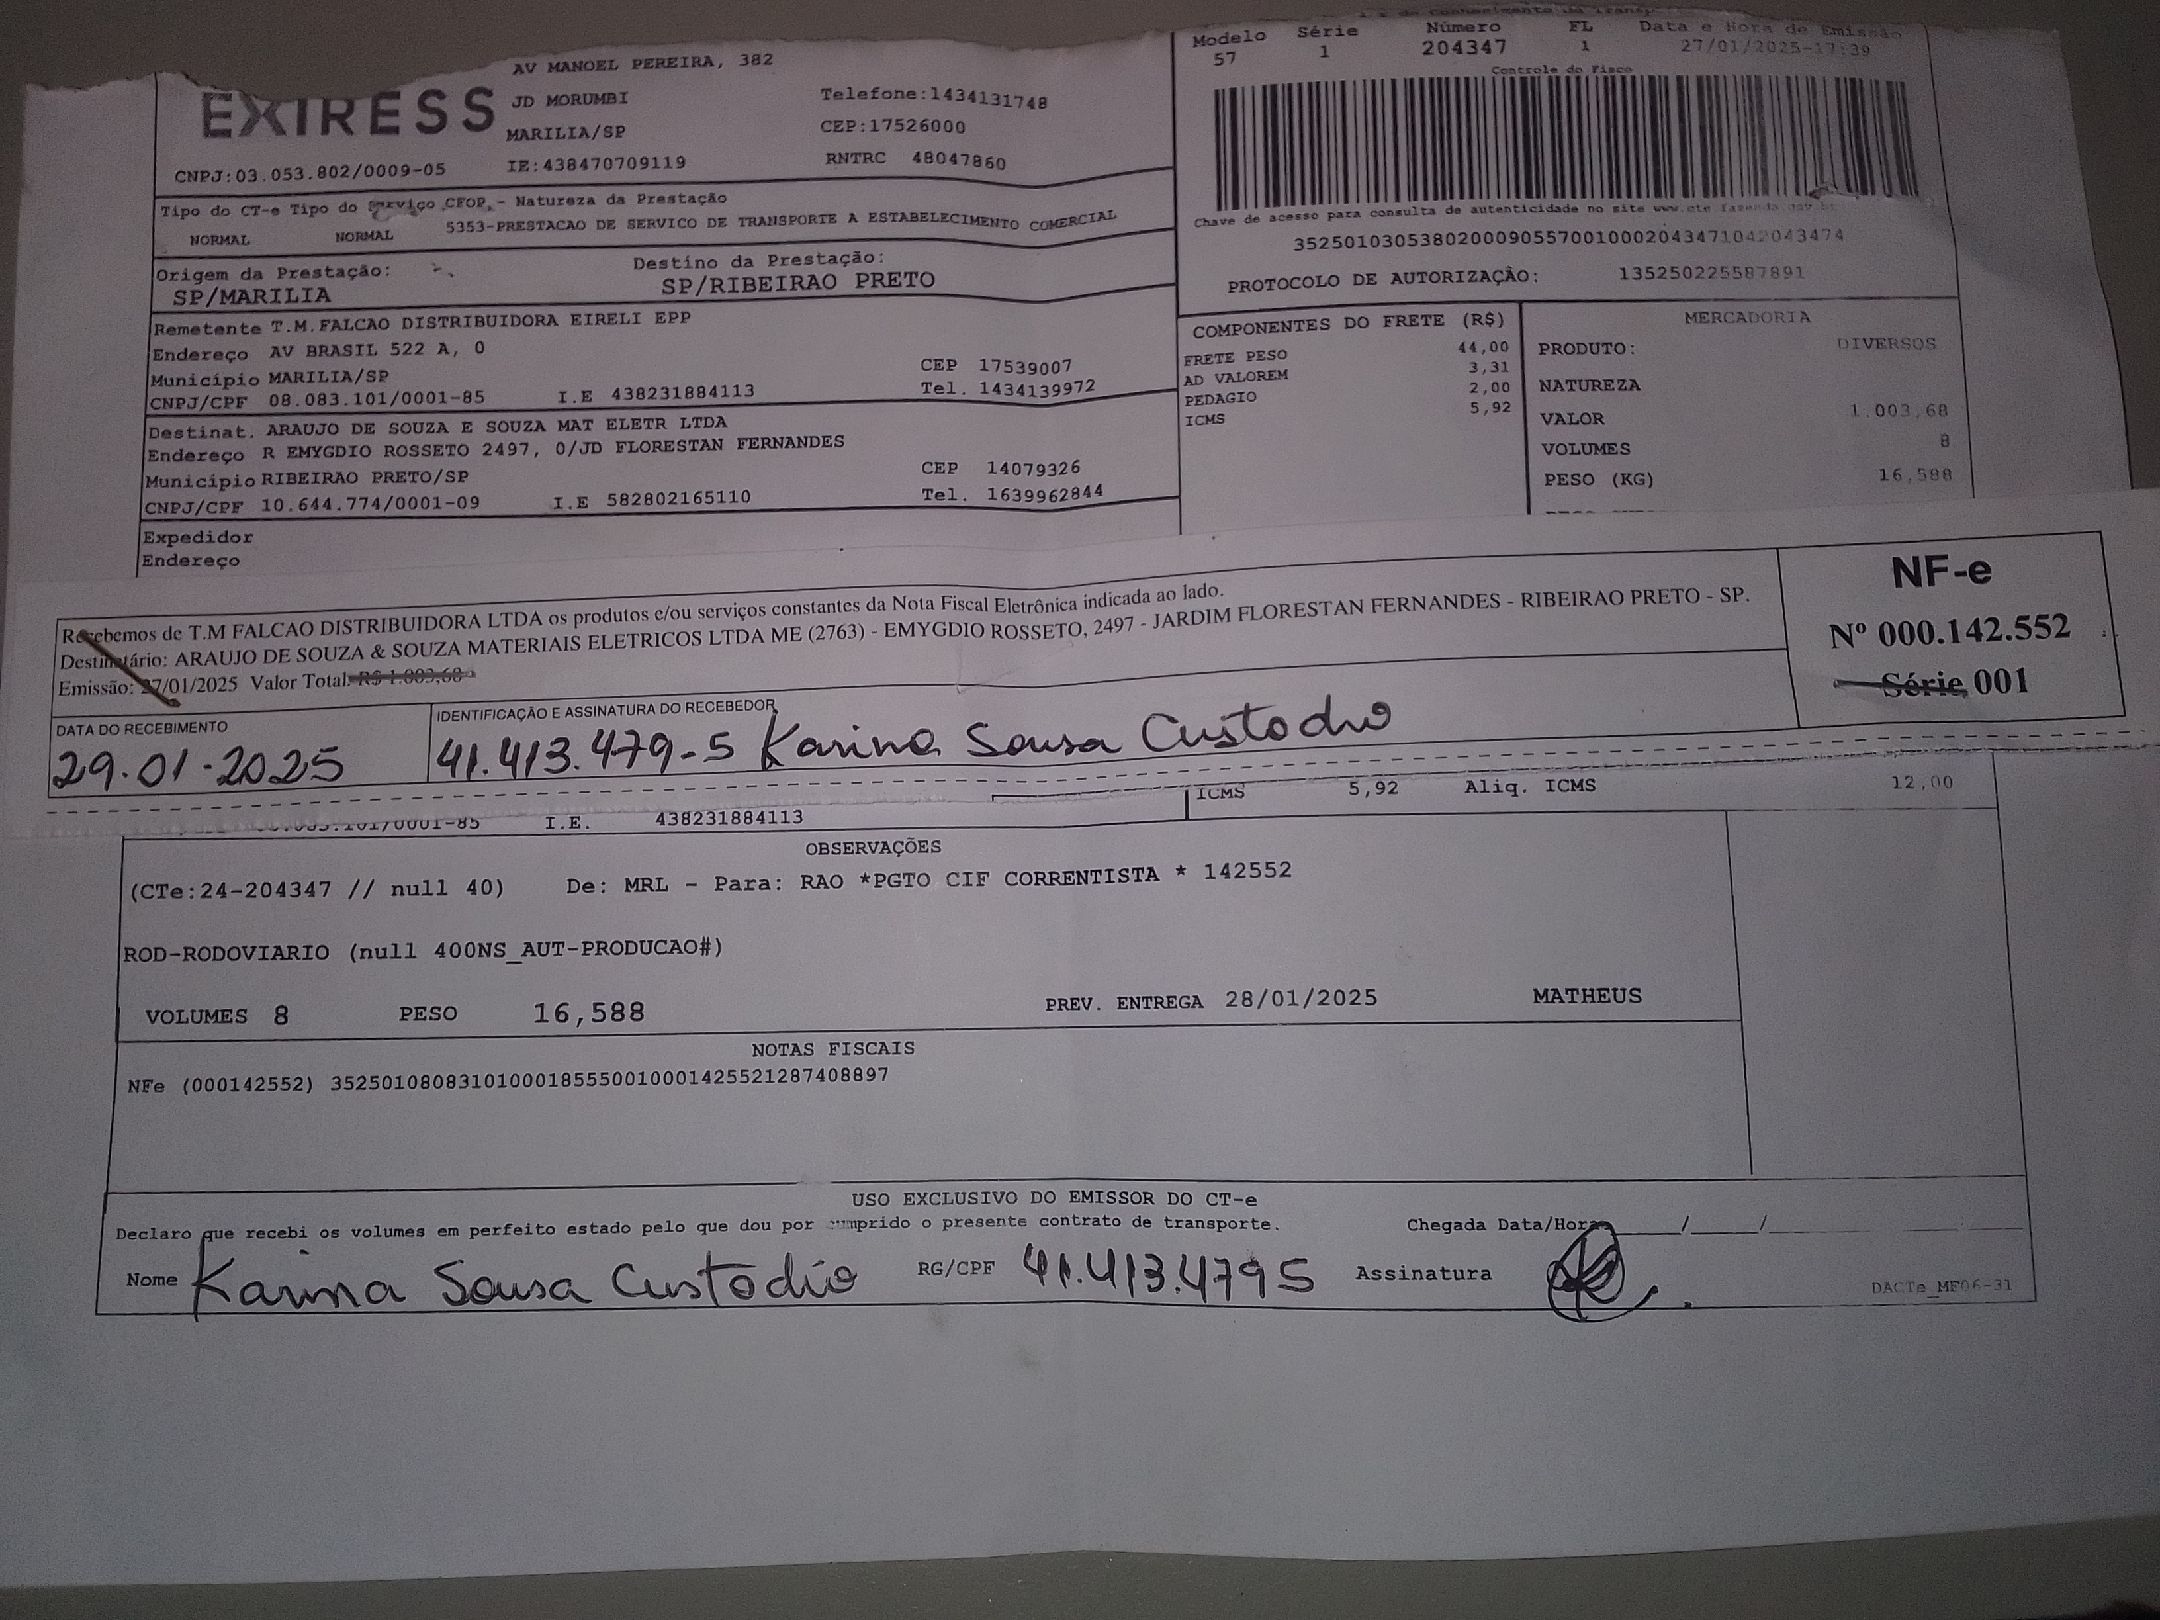 Modelo Série Número FL Data e Hora de Emissão
57 1 204347 1 27/01/2025-17:39
Controle do Fisco
AV MANOEL PEREIRA, 382
JD MORUMBI Telefone:1434131748
MARILIA/SP CEP:17526000
CNPJ:03.053.802/0009-05 IE:438470709119 RNTRC 48047860
Tipo do CT-e Tipo do Serviço CFOP - Natureza da Prestação
NORMAL NORMAL 5353-PRESTACAO DE SERVICO DE TRANSPORTE A ESTABELECIMENTO COMERCIAL
Chave de acesso para consulta de autenticidade no site www.cte.fazenda.gov.br
35250103053802000905570010002043471042043474
PROTOCOLO DE AUTORIZAÇÃO: 135250225587891
Origem da Prestação: Destino da Prestação:
SP/MARILIA SP/RIBEIRAO PRETO
Remetente T.M.FALCAO DISTRIBUIDORA EIRELI EPP
Endereço AV BRASIL 522 A, 0 CEP 17539007
Município MARILIA/SP Tel. 1434139972
CNPJ/CPF 08.083.101/0001-85 I.E 438231884113
Destinat. ARAUJO DE SOUZA E SOUZA MAT ELETR LTDA
Endereço R EMYGDIO ROSSETO 2497, 0/JD FLORESTAN FERNANDES
Município RIBEIRAO PRETO/SP CEP 14079326
CNPJ/CPF 10.644.774/0001-09 I.E 582802165110 Tel. 1639962844
Expedidor
Endereço
COMPONENTES DO FRETE (R$)
FRETE PESO 44,00
AD VALOREM 3,31
PEDAGIO 2,00
ICMS 5,92
MERCADORIA
PRODUTO: DIVERSOS
NATUREZA
VALOR 1.003,68
VOLUMES 8
PESO (KG) 16,588
Recebemos de T.M FALCAO DISTRIBUIDORA LTDA os produtos e/ou serviços constantes da Nota Fiscal Eletrônica indicada ao lado.
Destinatário: ARAUJO DE SOUZA & SOUZA MATERIAIS ELETRICOS LTDA ME (2763) - EMYGDIO ROSSETO, 2497 - JARDIM FLORESTAN FERNANDES - RIBEIRAO PRETO - SP.
Emissão: 27/01/2025 Valor Total: R$ 1.003,68
NF-e
Nº 000.142.552
Série 001
DATA DO RECEBIMENTO IDENTIFICAÇÃO E ASSINATURA DO RECEBEDOR
29.01.2025 41.413.479-5 Karina Sousa Custodio
ICMS 5,92 Aliq. ICMS 12,00
I.E. 438231884113
OBSERVAÇÕES
(CTe:24-204347 // null 40) De: MRL - Para: RAO *PGTO CIF CORRENTISTA * 142552
ROD-RODOVIARIO (null 400NS_AUT-PRODUCAO#)
VOLUMES 8 PESO 16,588 PREV. ENTREGA 28/01/2025 MATHEUS
NOTAS FISCAIS
NFe (000142552) 35250108083101000185550010001425521287408897
USO EXCLUSIVO DO EMISSOR DO CT-e
Declaro que recebi os volumes em perfeito estado pelo que dou por cumprido o presente contrato de transporte. Chegada Data/Hora / /
Nome Karina Sousa Custodio RG/CPF 41.413.4795 Assinatura
DACTe_MF06-31